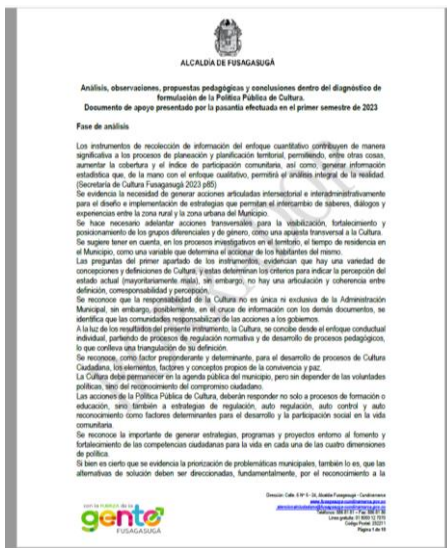 ALCALDÍA DE FUSAGASUGÁ
Análisis, observaciones, propuestas pedagógicas y conclusiones dentro del diagnóstico de
formulación de la Política Pública de Cultura.
Documento de apoyo presentado por la pasantía efectuada en el primer semestre de 2023
Fase de análisis
Los instrumentos de recolección de información del enfoque cuantitativo contribuyen de manera
significativa a los procesos de planeación y planificación territorial, permitiendo, entre otras cosas,
aumentar la cobertura y el índice de participación comunitaria, así como, generar información
estadística que, de la mano con el enfoque cualitativo, permitirá el análisis integral de la realidad.
(Secretaría de Cultura Fusagasugá 2023 p85)
Se evidencia la necesidad de generar acciones articuladas intersectorial e interadministrativamente
para el diseño e implementación de estrategias que permitan el intercambio de saberes, diálogos y
experiencias entre la zona rural y la zona urbana del Municipio.
Se hace necesario adelantar acciones transversales para la visibilización, fortalecimiento y
posicionamiento de los grupos diferenciales y de género, como una apuesta transversal a la Cultura.
Se sugiere tener en cuenta, en los procesos investigativos en el territorio, el tiempo de residencia en
el Municipio, como una variable que determina el accionar de los habitantes del mismo.
Las preguntas del primer apartado de los instrumentos, evidencian que hay una variedad de
concepciones y definiciones de Cultura, y estas determinan los criterios para indicar la percepción del
estado actual (mayoritariamente mala), sin embargo, no hay una articulación y coherencia entre
definición, corresponsabilidad y percepción.
Se reconoce que la responsabilidad de la Cultura no es única ni exclusiva de la Administración
Municipal, sin embargo, posiblemente, en el cruce de información con los demás documentos, se
identifica que las comunidades responsabilizan de las acciones a los gobiernos.
A la luz de los resultados del primer instrumento, la Cultura, se concibe desde el enfoque conductual
individual, partiendo de procesos de regulación normativa y de desarrollo de procesos pedagógicos,
lo que conlleva una triangulación de su definición.
Se reconoce, como factor preponderante y determinante, para el desarrollo de procesos de Cultura
Ciudadana, los elementos, factores y conceptos propios de la convivencia y paz.
La Cultura debe permanecer en la agenda pública del municipio, pero sin depender de las voluntades
políticas, sino del reconocimiento del compromiso ciudadano.
Las acciones de la Política Pública de Cultura, deberán responder no solo a procesos de formación o
educación, sino también a estrategias de regulación, auto regulación, auto control y auto
reconocimiento como factores determinantes para el desarrollo y la participación social en la vida
comunitaria.
Se reconoce la importante de generar estrategias, programas y proyectos entorno al fomento y
fortalecimiento de las competencias ciudadanas para la vida en cada una de las cuatro dimensiones
de política.
Si bien es cierto que se evidencia la priorización de problemáticas municipales, también lo es, que las
alternativas de solución deben ser direccionadas, fundamentalmente, por el reconocimiento a la
gente
FUSAGASUGÁ
Página 1 de 10